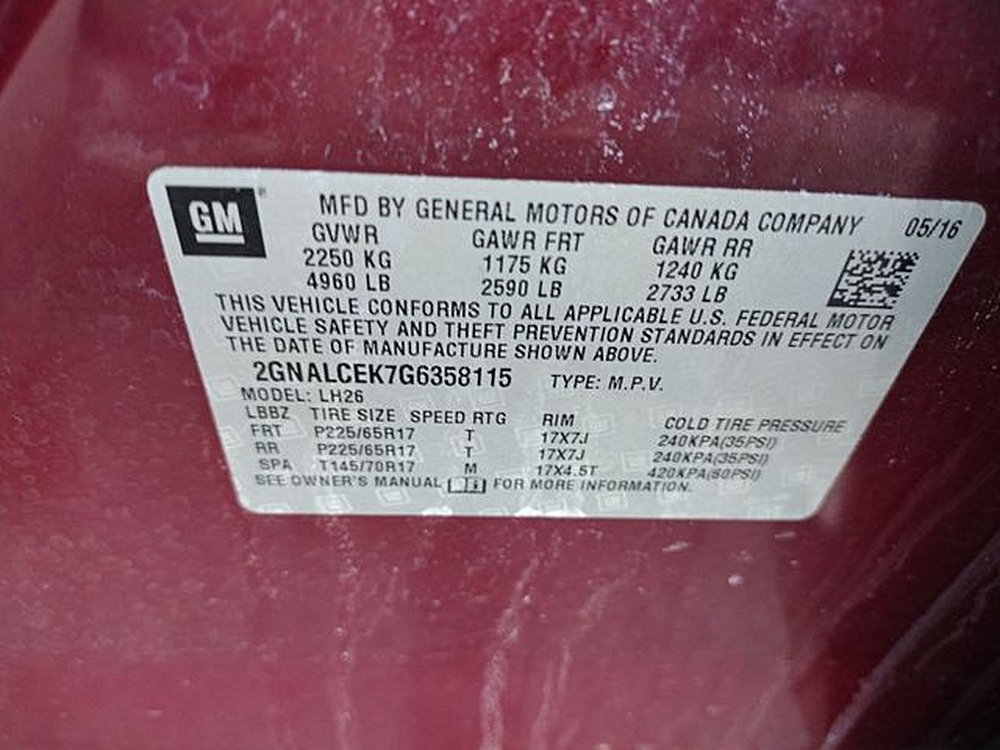 GM
MFD BY GENERAL MOTORS OF CANADA COMPANY 05/16
GVWR GAWR FRT GAWR RR
2250 KG 1175 KG 1240 KG
4960 LB 2590 LB 2733 LB
THIS VEHICLE CONFORMS TO ALL APPLICABLE U.S. FEDERAL MOTOR
VEHICLE SAFETY AND THEFT PREVENTION STANDARDS IN EFFECT ON
THE DATE OF MANUFACTURE SHOWN ABOVE.
2GNALCEK7G6358115 TYPE: M.P.V.
MODEL: LH26
LBBZ TIRE SIZE SPEED RTG RIM COLD TIRE PRESSURE
FRT P225/65R17 T 17X7J 240KPA(35PSI)
RR P225/65R17 T 17X7J 240KPA(35PSI)
SPA T145/70R17 M 17X4.5T 420KPA(60PSI)
SEE OWNER'S MANUAL FOR MORE INFORMATION.